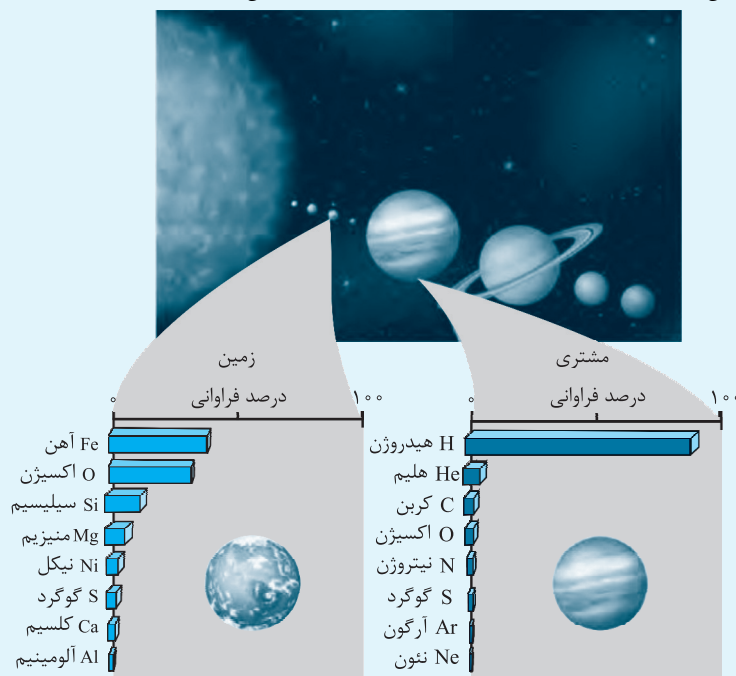 زمین
درصد فراوانی
۰
۱۰۰
Fe آهن
O اکسیژن
Si سیلیسیم
Mg منیزیم
Ni نیکل
S گوگرد
Ca کلسیم
Al آلومینیم
مشتری
درصد فراوانی
۰
۱۰۰
H هیدروژن
He هلیم
C کربن
O اکسیژن
N نیتروژن
S گوگرد
Ar آرگون
Ne نئون